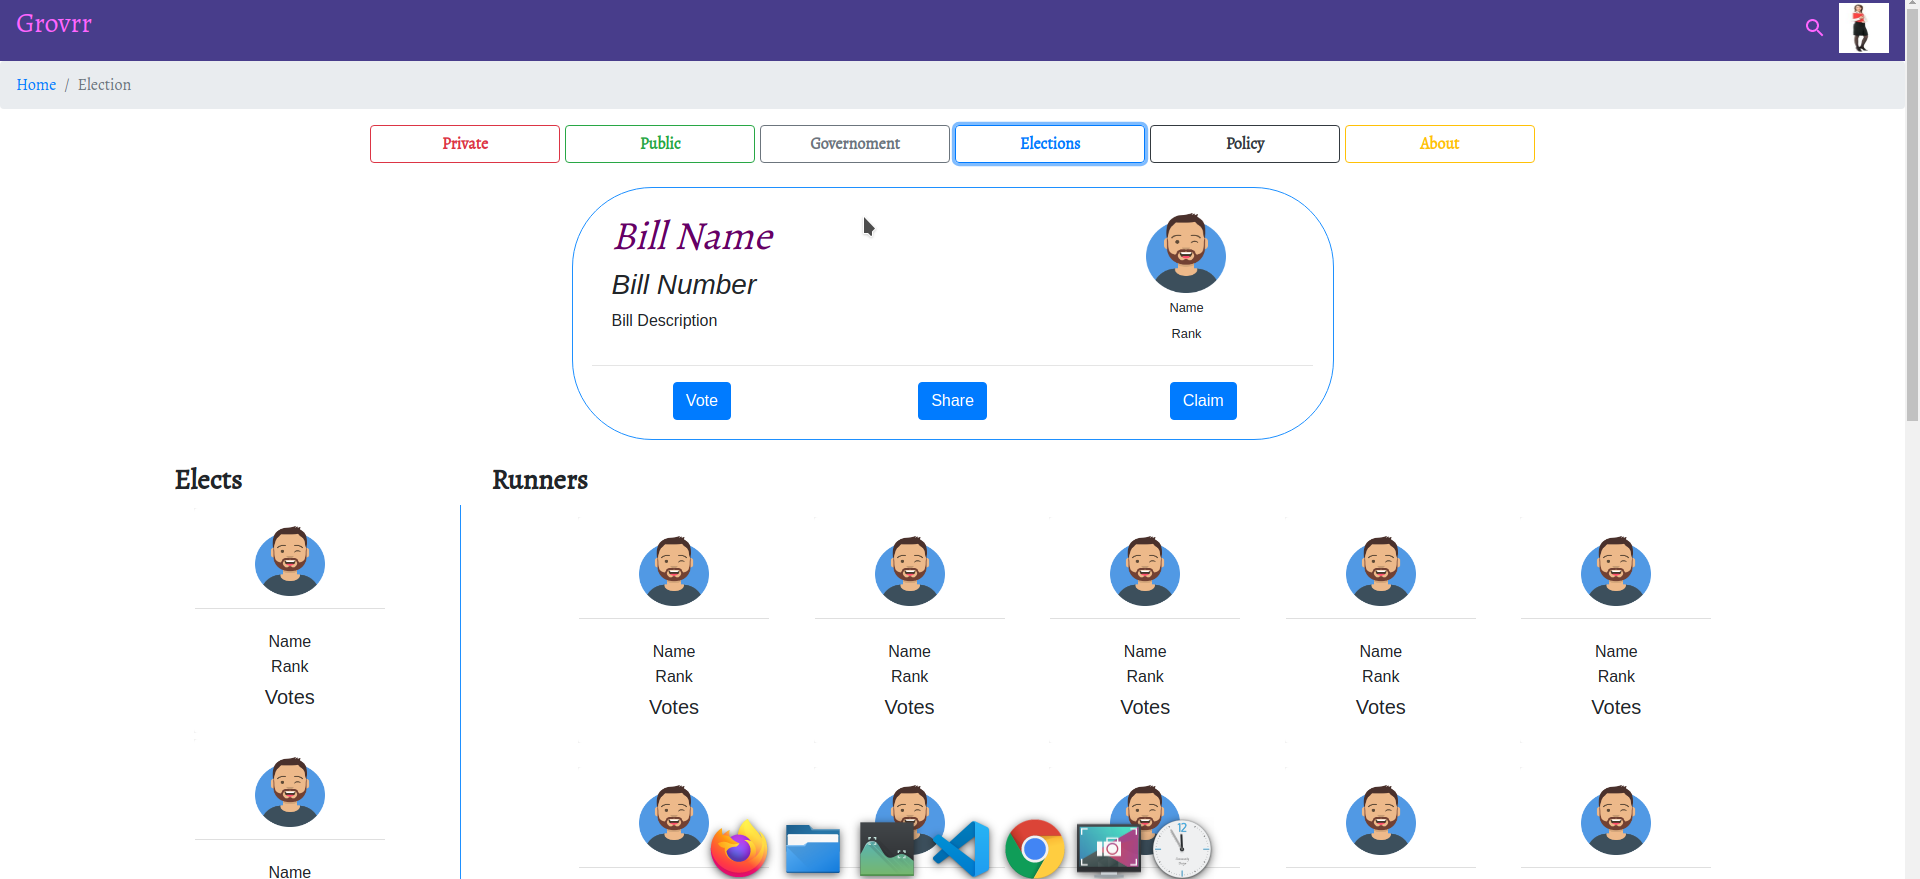 Grovrr
Home / Election
Private Public Governoment Elections Policy About
Bill Name
Bill Number
Bill Description
Name
Rank
Vote Share Claim
Elects
Name
Rank
Votes
Name
Runners
Name Name Name Name Name
Rank Rank Rank Rank Rank
Votes Votes Votes Votes Votes
12